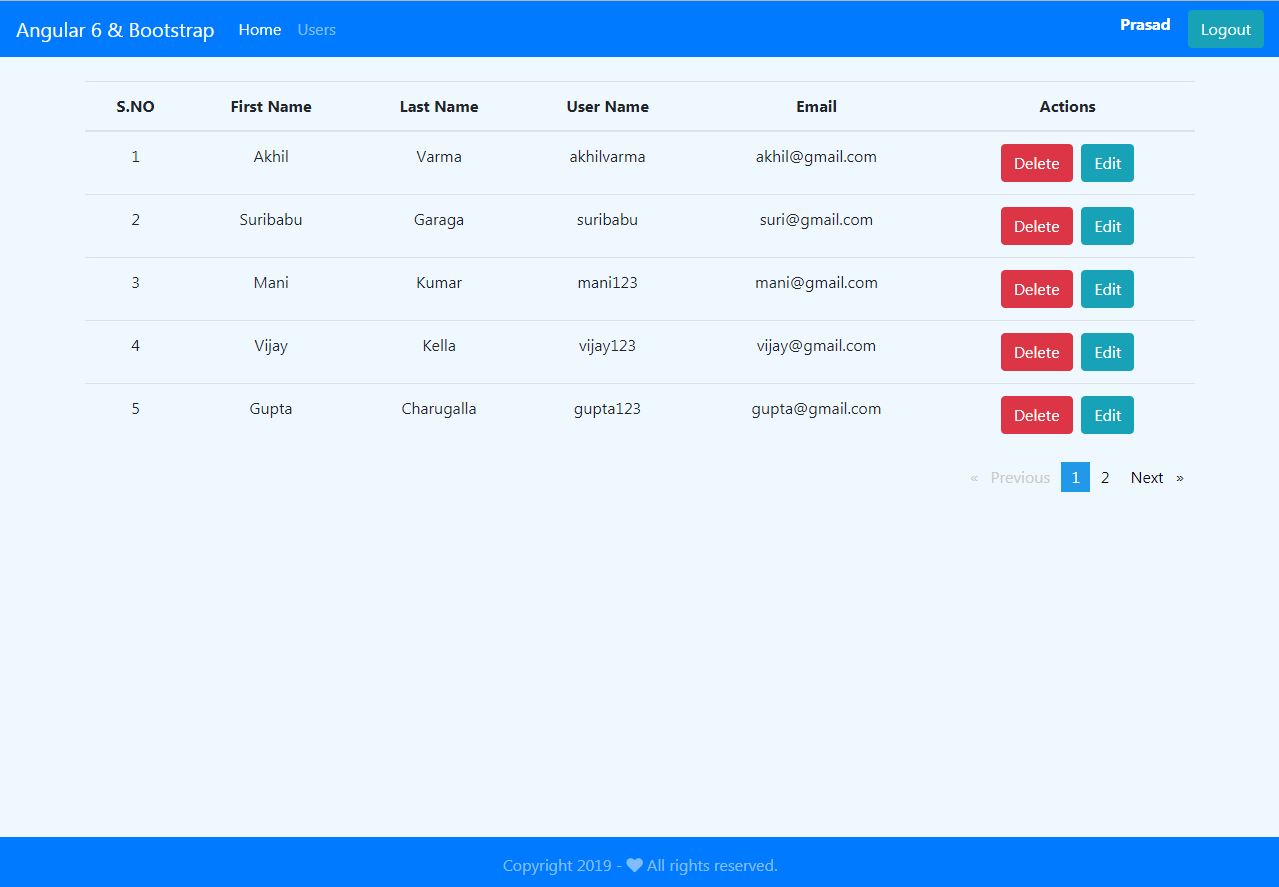 Angular 6 & Bootstrap Home Users Prasad Logout
S.NO First Name Last Name User Name Email Actions
1 Akhil Varma akhilvarma akhil@gmail.com Delete Edit
2 Suribabu Garaga suribabu suri@gmail.com Delete Edit
3 Mani Kumar mani123 mani@gmail.com Delete Edit
4 Vijay Kella vijay123 vijay@gmail.com Delete Edit
5 Gupta Charugalla gupta123 gupta@gmail.com Delete Edit
« Previous 1 2 Next »
Copyright 2019 - ♥ All rights reserved.